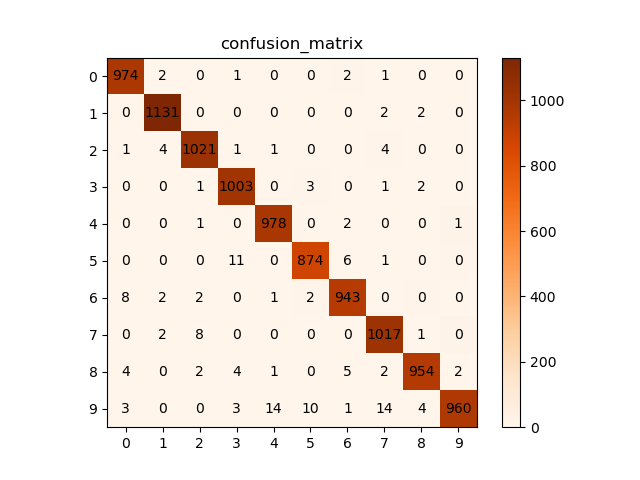 confusion_matrix
0 974 2 0 1 0 0 2 1 0 0
1 0 1131 0 0 0 0 0 2 2 0
2 1 4 1021 1 1 0 0 4 0 0
3 0 0 1 1003 0 3 0 1 2 0
4 0 0 1 0 978 0 2 0 0 1
5 0 0 0 11 0 874 6 1 0 0
6 8 2 2 0 1 2 943 0 0 0
7 0 2 8 0 0 0 0 1017 1 0
8 4 0 2 4 1 0 5 2 954 2
9 3 0 0 3 14 10 1 14 4 960
0 1 2 3 4 5 6 7 8 9
1000
800
600
400
200
0